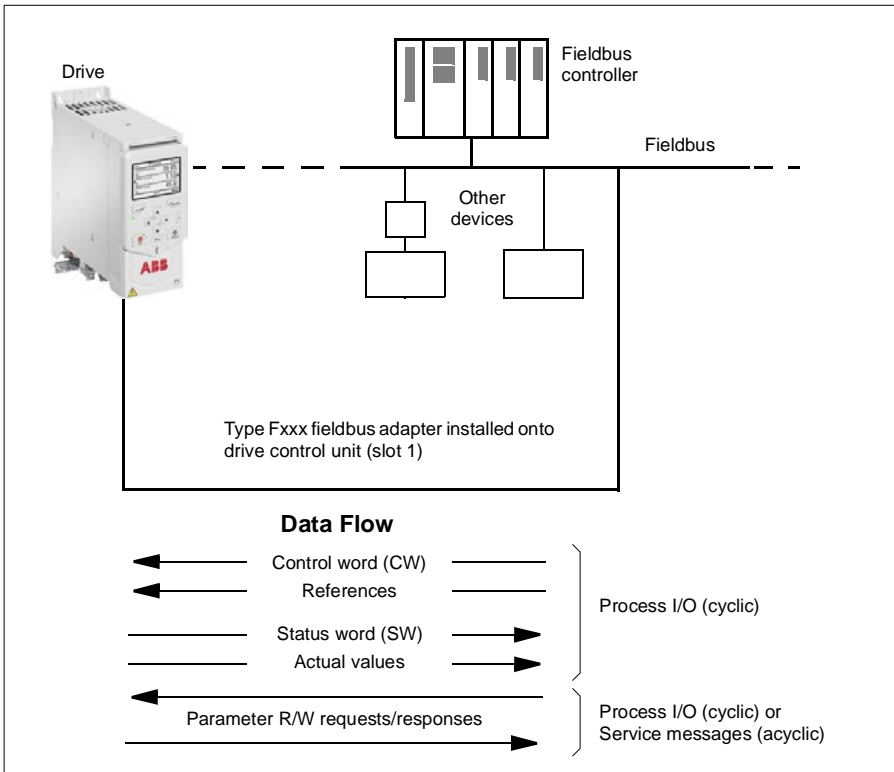 Drive
Fieldbus
controller
Fieldbus
Other
devices
ABB
Type Fxxx fieldbus adapter installed onto
drive control unit (slot 1)
Data Flow
Control word (CW)
References
Process I/O (cyclic)
Status word (SW)
Actual values
Parameter R/W requests/responses
Process I/O (cyclic) or
Service messages (acyclic)